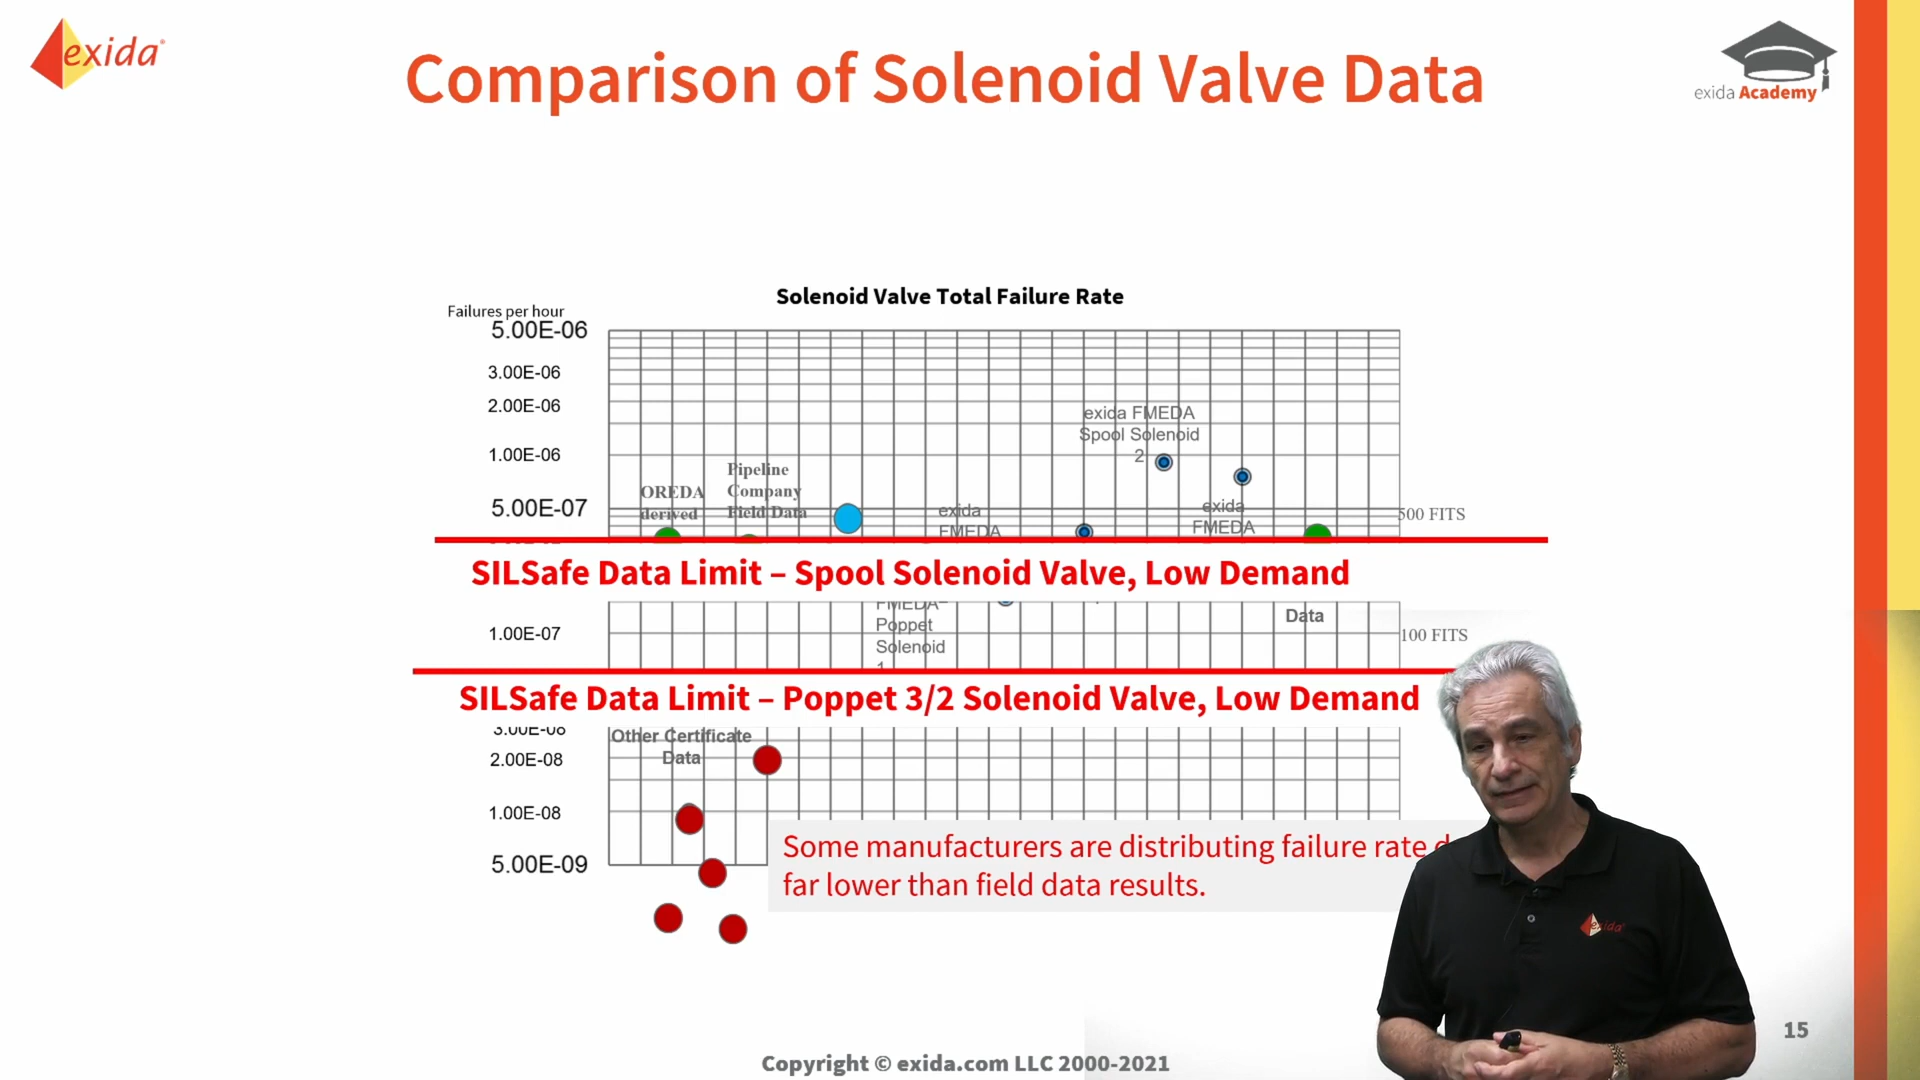 exida
Comparison of Solenoid Valve Data
exida Academy
Solenoid Valve Total Failure Rate
Failures per hour
5.00E-06
3.00E-06
2.00E-06
1.00E-06
5.00E-07
exida FMEDA
Spool Solenoid
2
Pipeline
Company
Field Data
OREDA
derived
exida
FMEDA
exida
FMEDA
500 FITS
SILSafe Data Limit – Spool Solenoid Valve, Low Demand
FMEDA–
Poppet
Solenoid
Data
1.00E-07
100 FITS
SILSafe Data Limit – Poppet 3/2 Solenoid Valve, Low Demand
3.00E-08
2.00E-08
1.00E-08
5.00E-09
Other Certificate
Data
Some manufacturers are distributing failure rate
far lower than field data results.
exida
15
Copyright © exida.com LLC 2000-2021